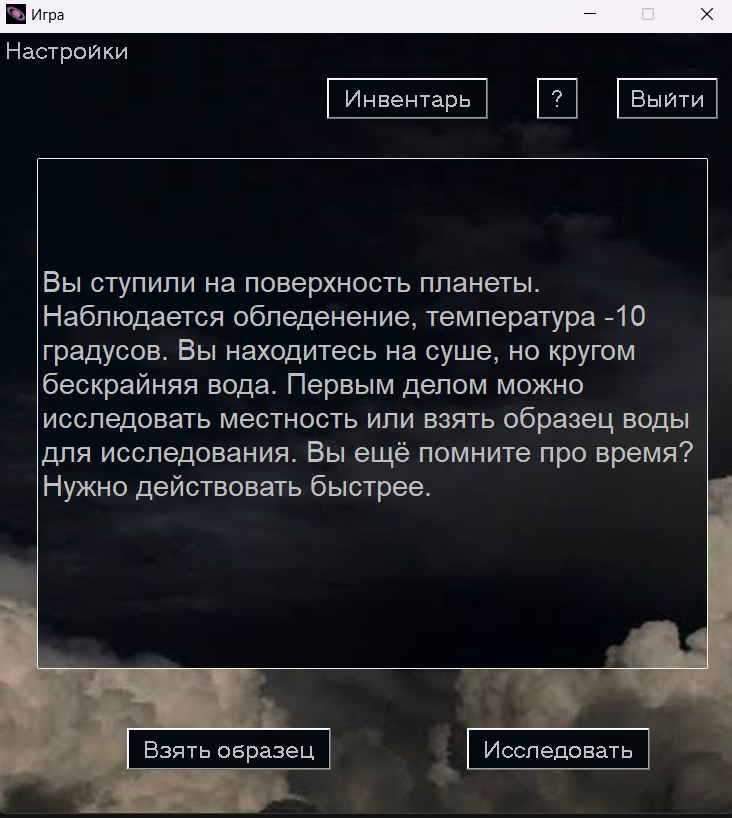 Игра
Настройки
Инвентарь
?
Выйти
Вы ступили на поверхность планеты.
Наблюдается обледенение, температура -10
градусов. Вы находитесь на суше, но кругом
бескрайняя вода. Первым делом можно
исследовать местность или взять образец воды
для исследования. Вы ещё помните про время?
Нужно действовать быстрее.
Взять образец
Исследовать